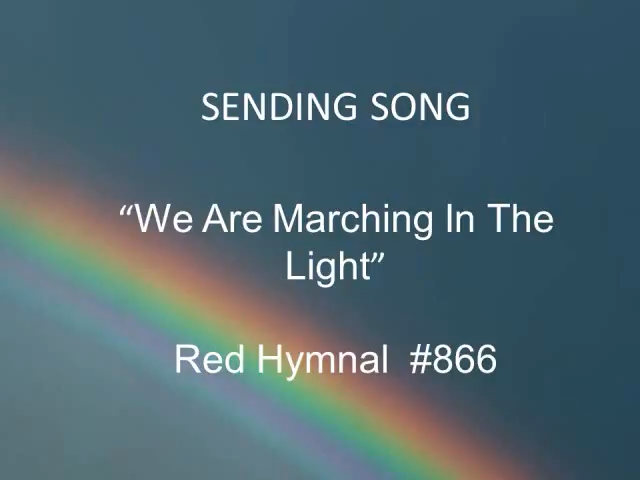 SENDING SONG
“We Are Marching In The
Light”
Red Hymnal  #866